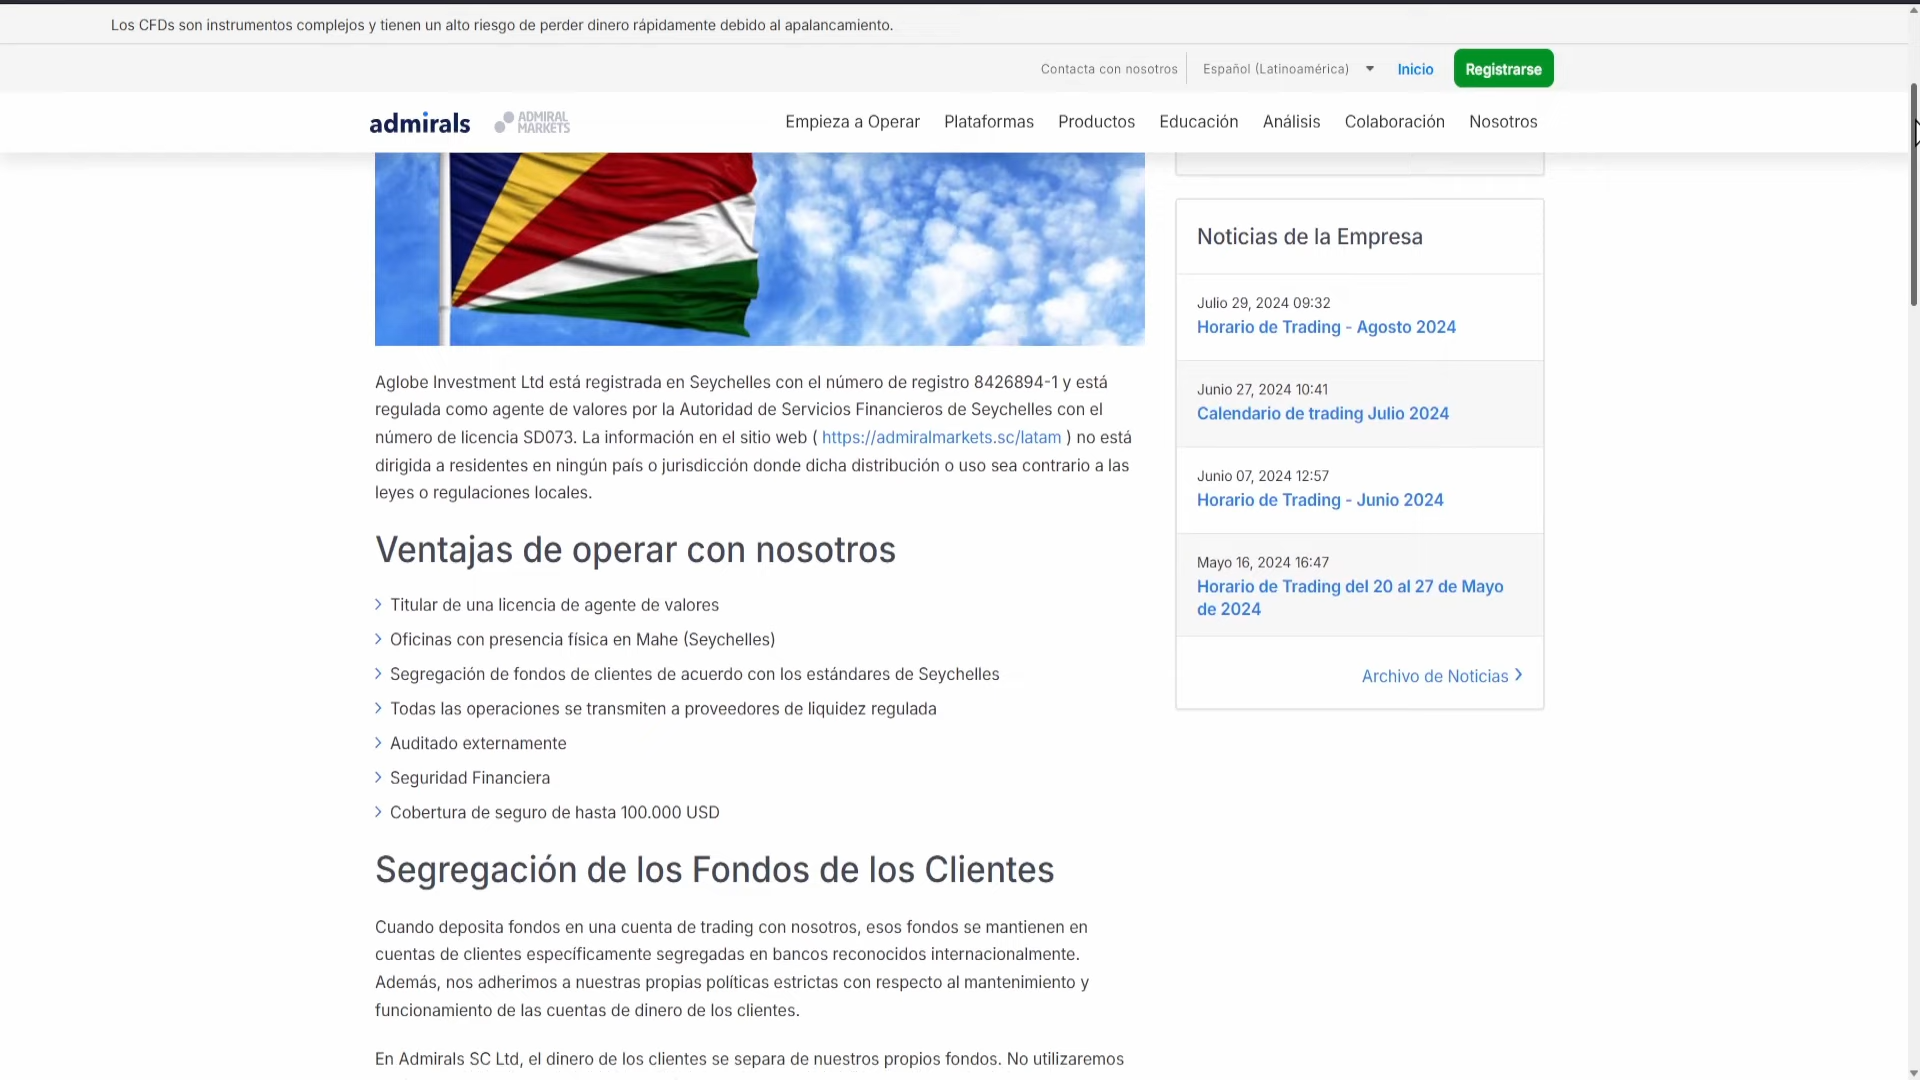 Los CFDs son instrumentos complejos y tienen un alto riesgo de perder dinero rápidamente debido al apalancamiento.
Contacta con nosotros
Español (Latinoamérica)
Inicio
Registrarse
admirals
ADMIRAL
MARKETS
Empieza a Operar
Plataformas
Productos
Educación
Análisis
Colaboración
Nosotros
Aglobe Investment Ltd está registrada en Seychelles con el número de registro 8426894-1 y está
regulada como agente de valores por la Autoridad de Servicios Financieros de Seychelles con el
número de licencia SD073. La información en el sitio web ( https://admiralmarkets.sc/latam ) no está
dirigida a residentes en ningún país o jurisdicción donde dicha distribución o uso sea contrario a las
leyes o regulaciones locales.
Ventajas de operar con nosotros
Titular de una licencia de agente de valores
Oficinas con presencia física en Mahe (Seychelles)
Segregación de fondos de clientes de acuerdo con los estándares de Seychelles
Todas las operaciones se transmiten a proveedores de liquidez regulada
Auditado externamente
Seguridad Financiera
Cobertura de seguro de hasta 100.000 USD
Segregación de los Fondos de los Clientes
Cuando deposita fondos en una cuenta de trading con nosotros, esos fondos se mantienen en
cuentas de clientes específicamente segregadas en bancos reconocidos internacionalmente.
Además, nos adherimos a nuestras propias políticas estrictas con respecto al mantenimiento y
funcionamiento de las cuentas de dinero de los clientes.
En Admirals SC Ltd, el dinero de los clientes se separa de nuestros propios fondos. No utilizaremos
Noticias de la Empresa
Julio 29, 2024 09:32
Horario de Trading - Agosto 2024
Junio 27, 2024 10:41
Calendario de trading Julio 2024
Junio 07, 2024 12:57
Horario de Trading - Junio 2024
Mayo 16, 2024 16:47
Horario de Trading del 20 al 27 de Mayo
de 2024
Archivo de Noticias